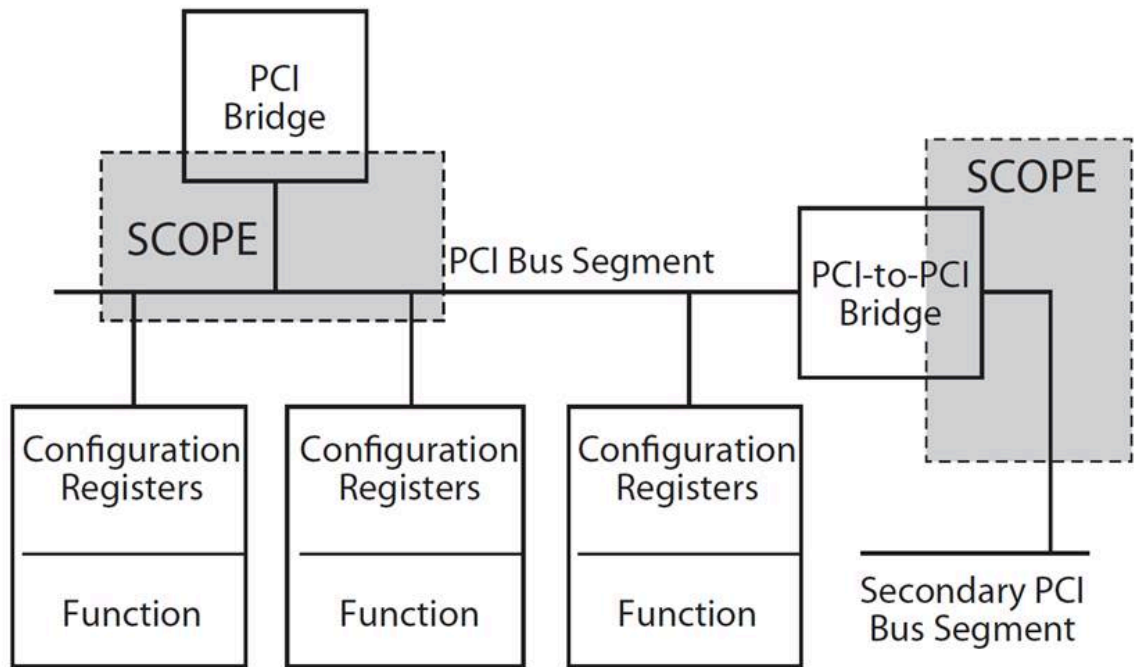 PCI
Bridge
SCOPE
SCOPE
PCI Bus Segment
PCI-to-PCI
Bridge
Configuration
Registers
Function
Configuration
Registers
Function
Configuration
Registers
Function
Secondary PCI
Bus Segment